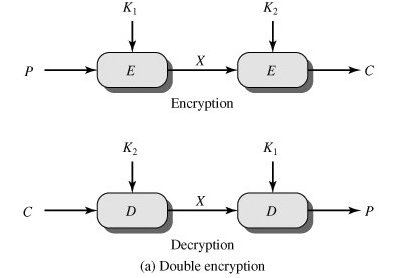 K1 K2
P E X E C
Encryption
K2 K1
C D X D P
Decryption
(a) Double encryption